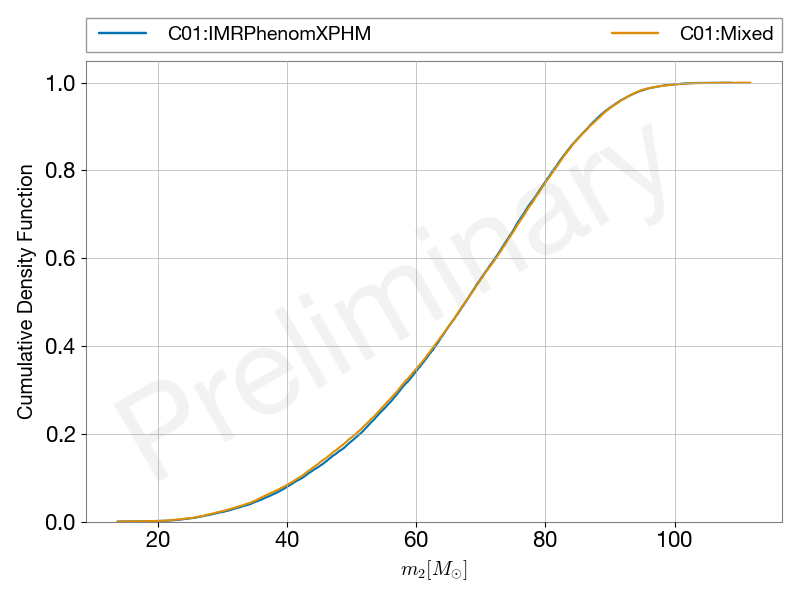 C01:IMRPhenomXPHM C01:Mixed
1.0
0.8
0.6
0.4
0.2
0.0
Cumulative Density Function
Preliminary
20 40 60 80 100
m₂[M☉]